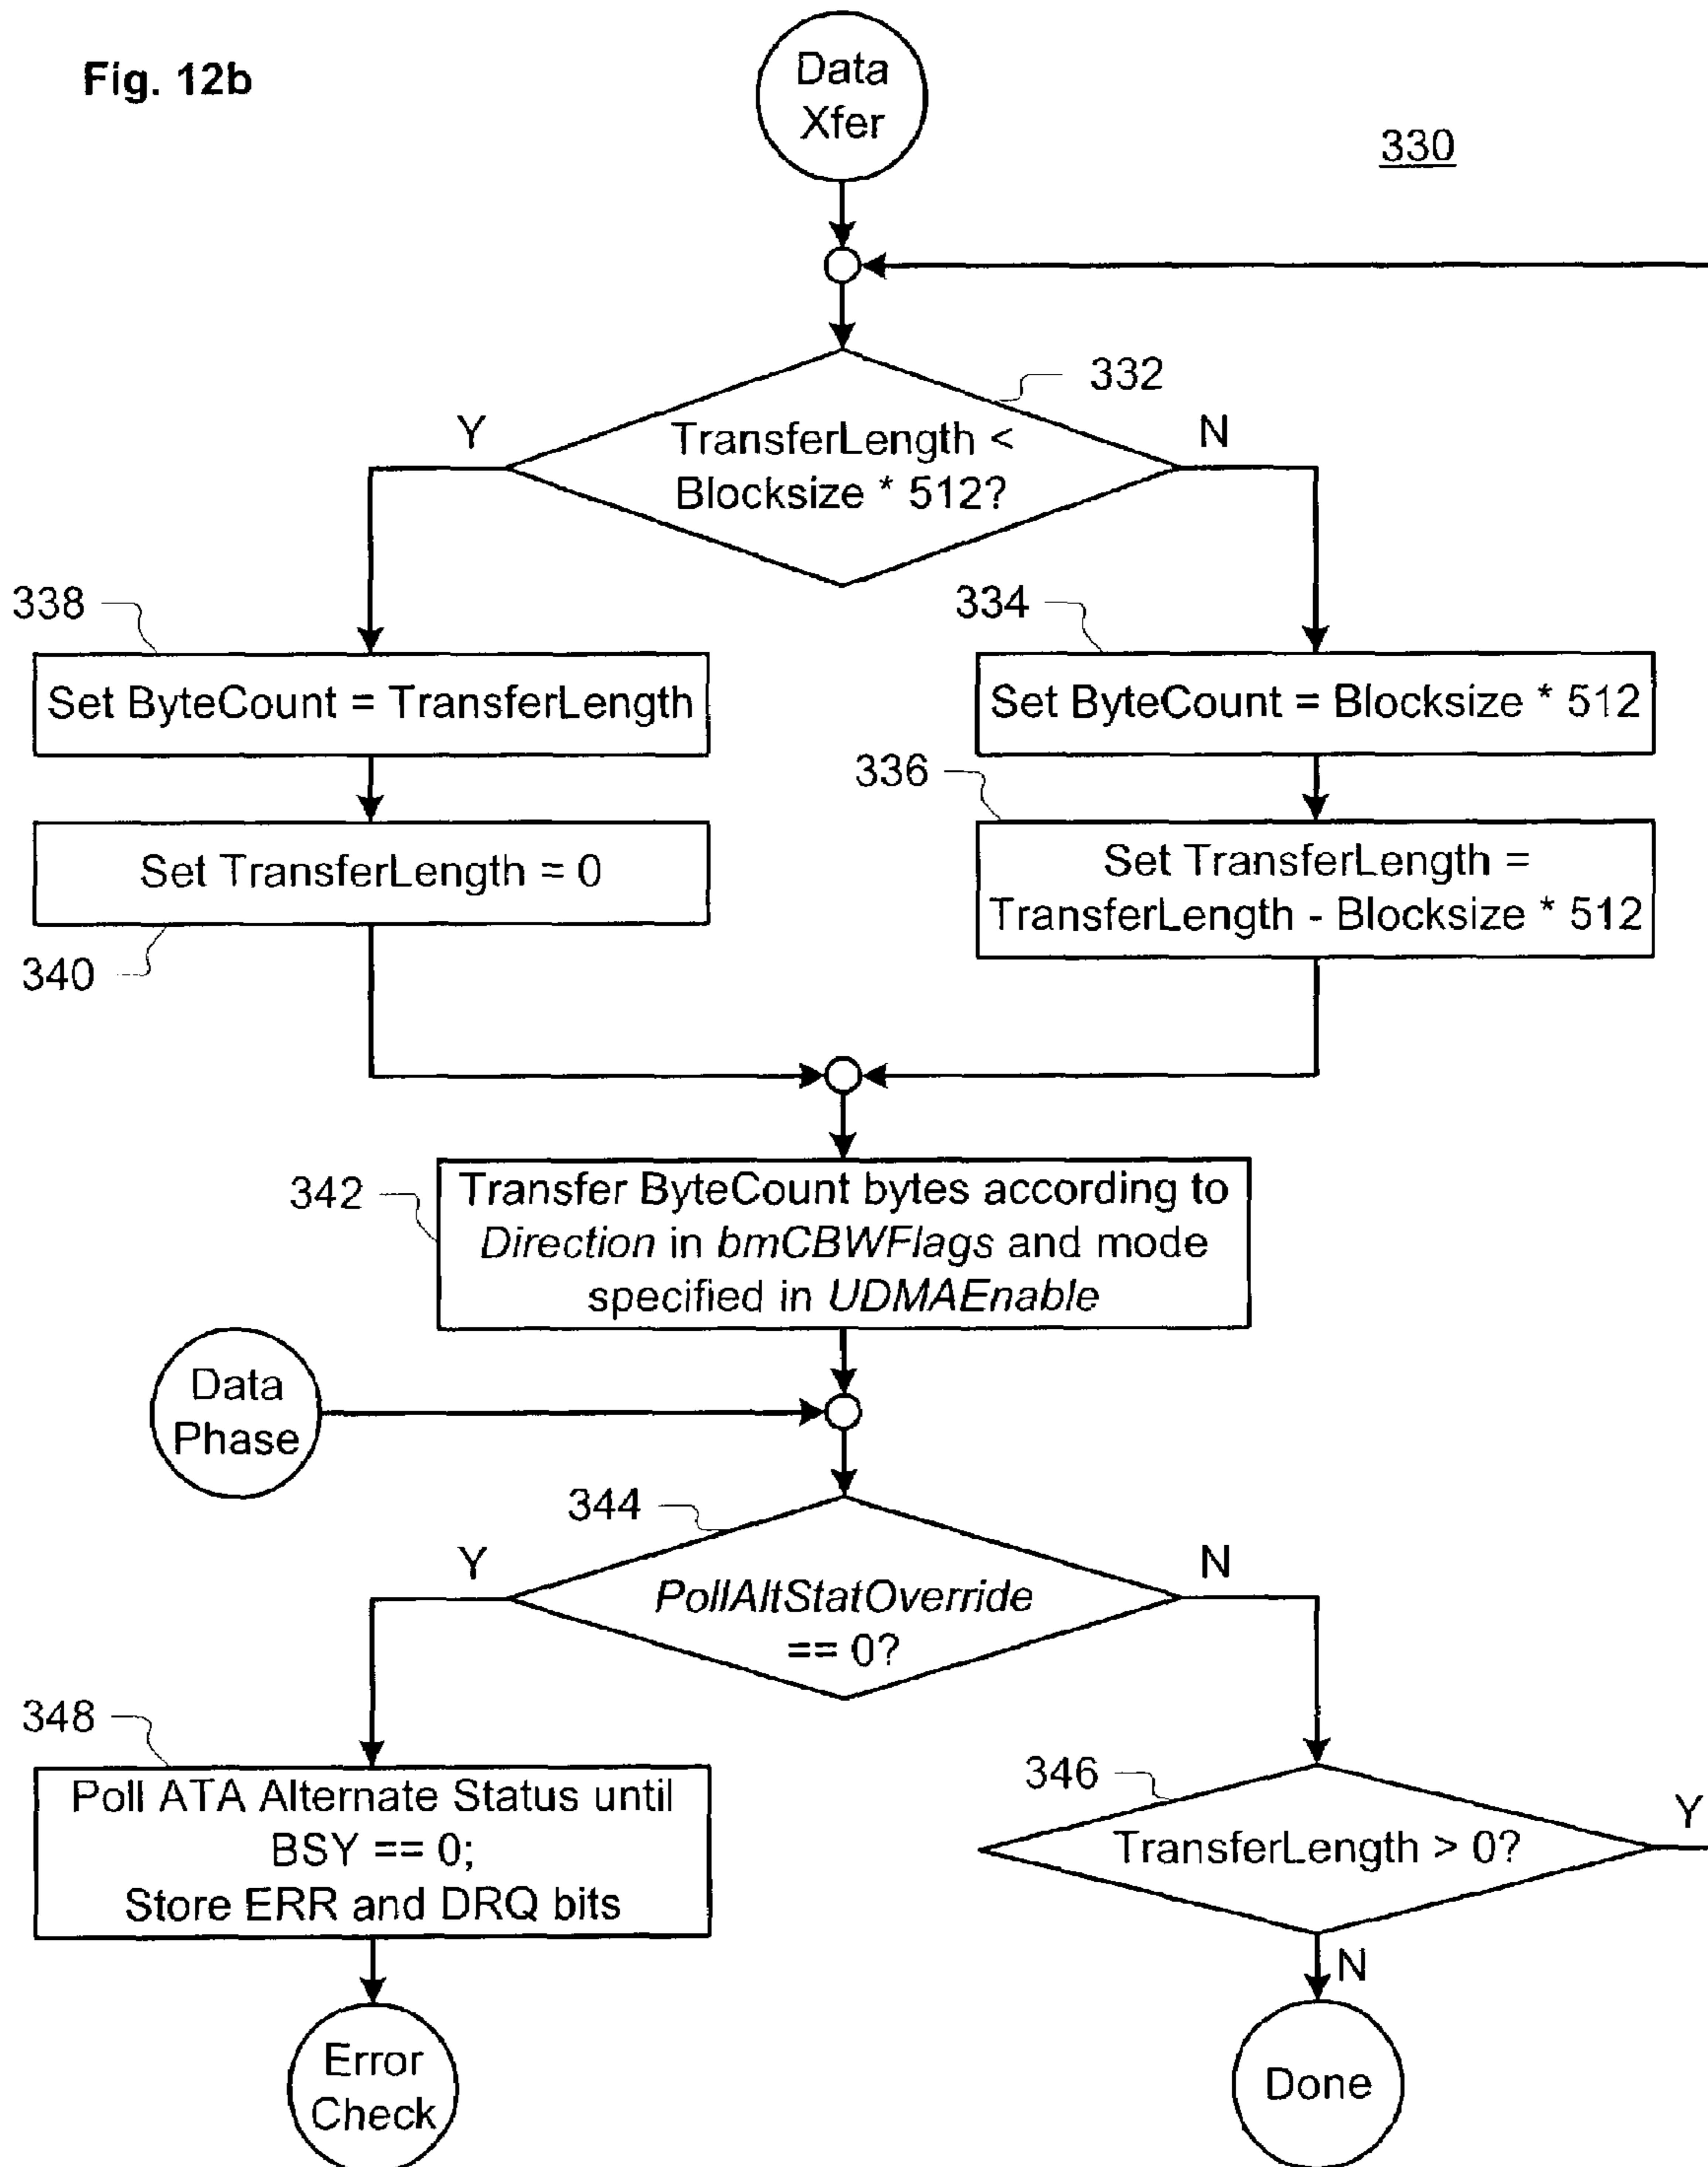 Fig. 12b
Data
Xfer
330
332
Y
TransferLength <
Blocksize * 512?
N
338
334
Set ByteCount = TransferLength
Set ByteCount = Blocksize * 512
336
Set TransferLength = 0
Set TransferLength =
TransferLength - Blocksize * 512
340
342
Transfer ByteCount bytes according to
Direction in bmCBWFlags and mode
specified in UDMAEnable
Data
Phase
344
Y
PollAltStatOverride
== 0?
N
348
Poll ATA Alternate Status until
BSY == 0;
Store ERR and DRQ bits
346
TransferLength > 0?
Y
N
Error
Check
Done